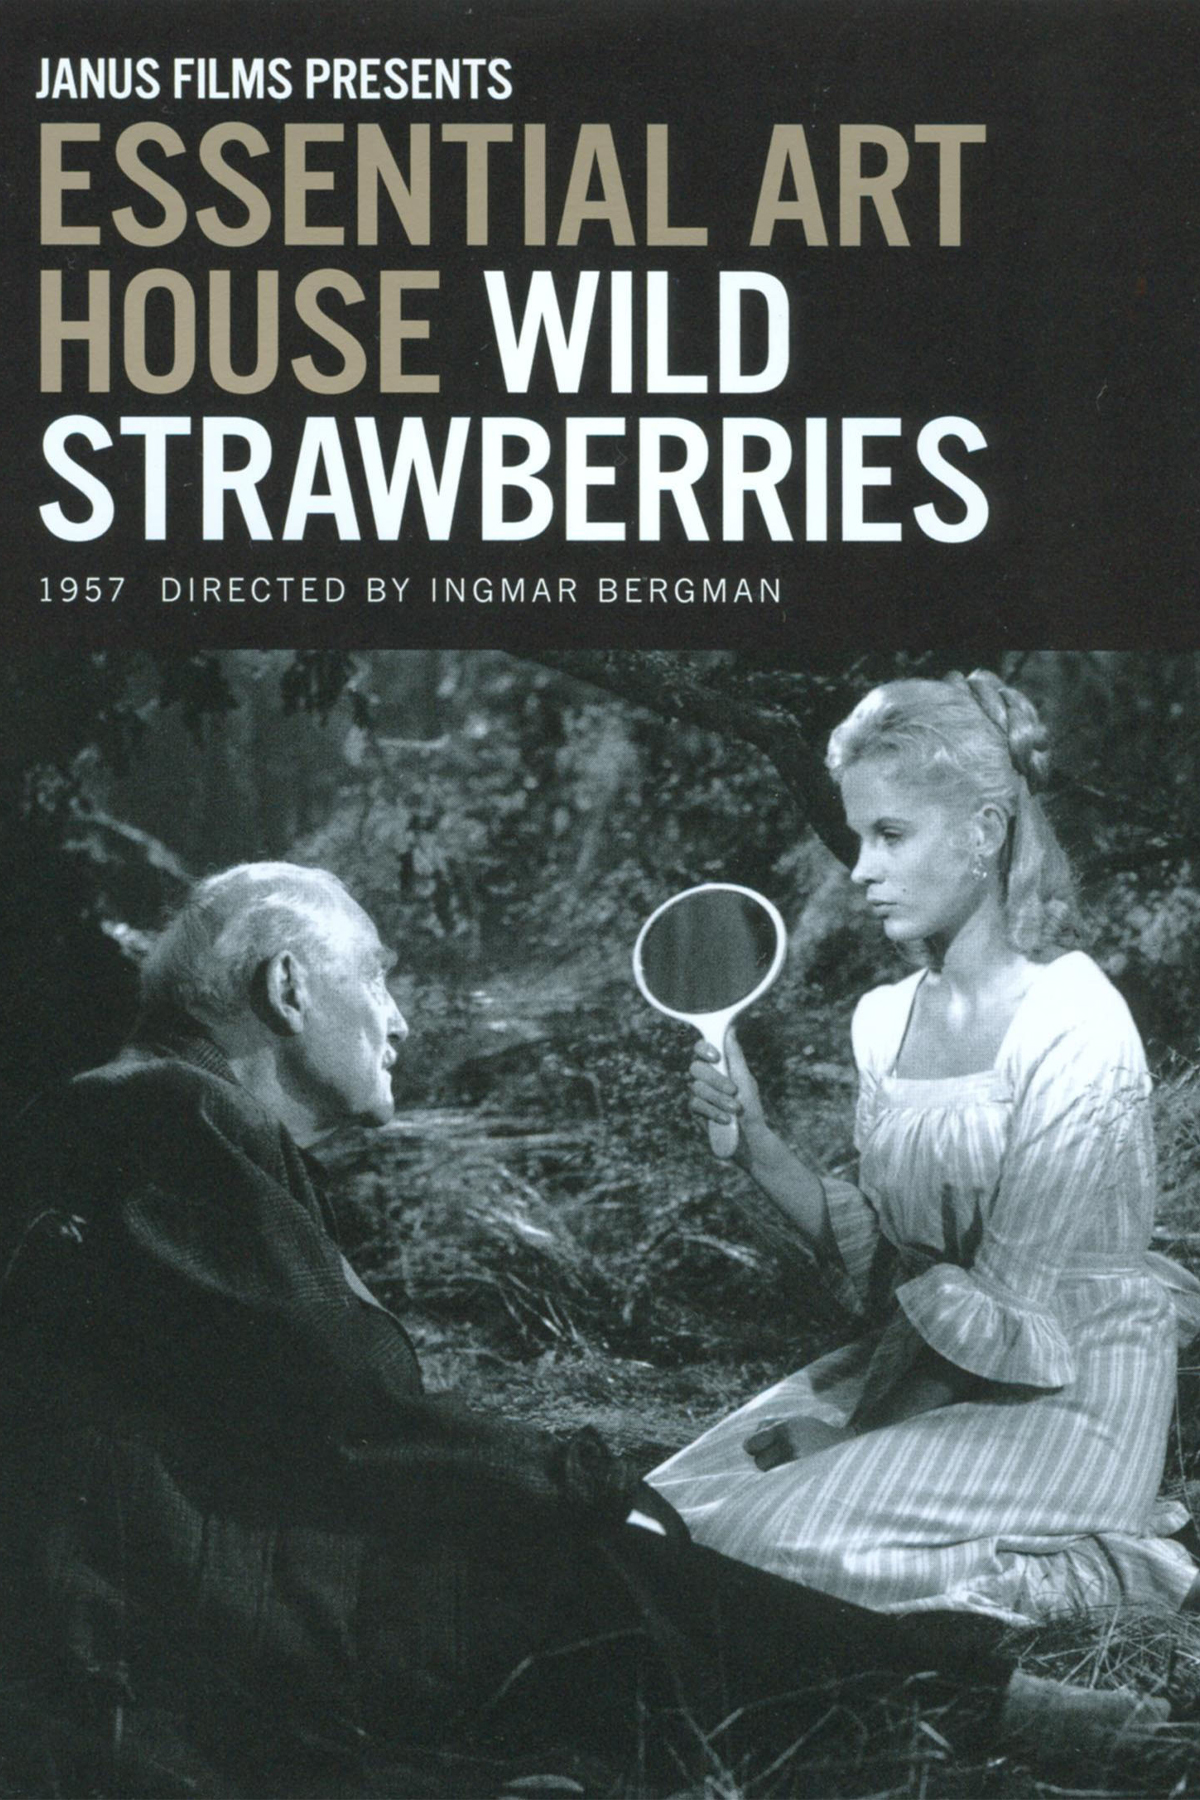 JANUS FILMS PRESENTS
ESSENTIAL ART
HOUSE WILD
STRAWBERRIES
1957 DIRECTED BY INGMAR BERGMAN